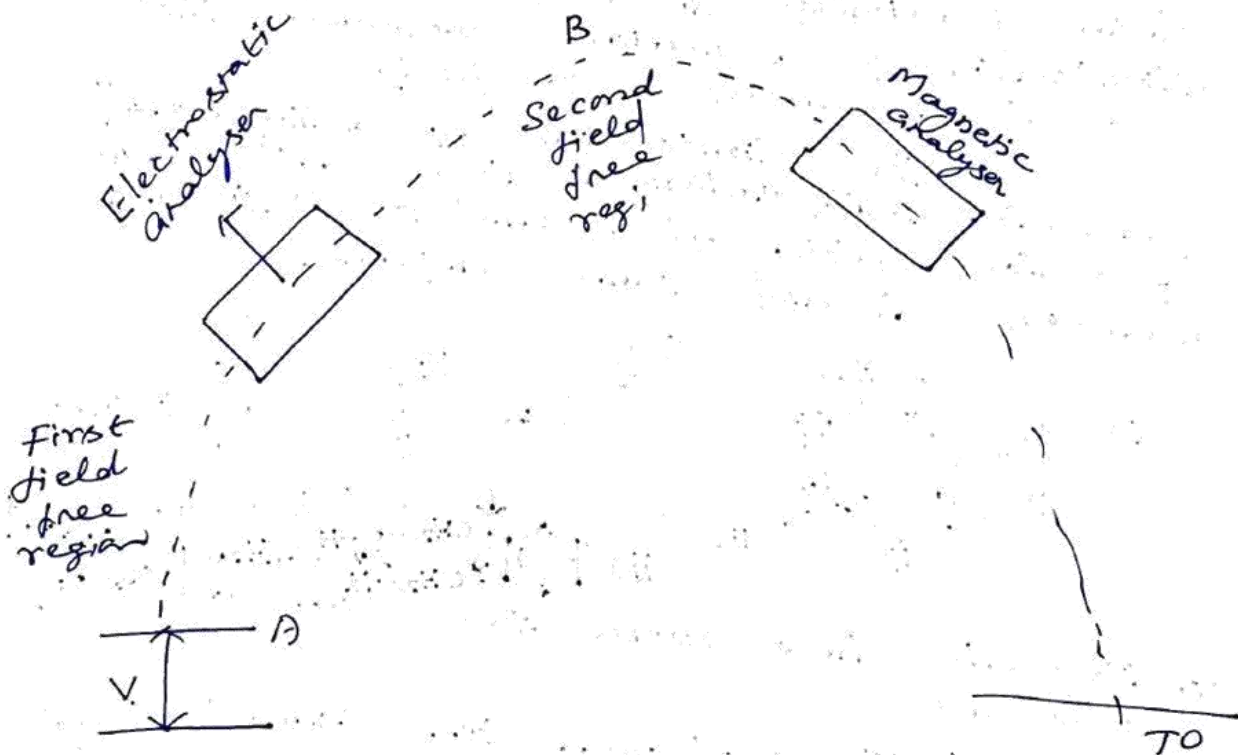 Electrostatic
analyser
B
Second
field
free
regi
Magnetic
analyser
First
field
free
region
A
V.
TO